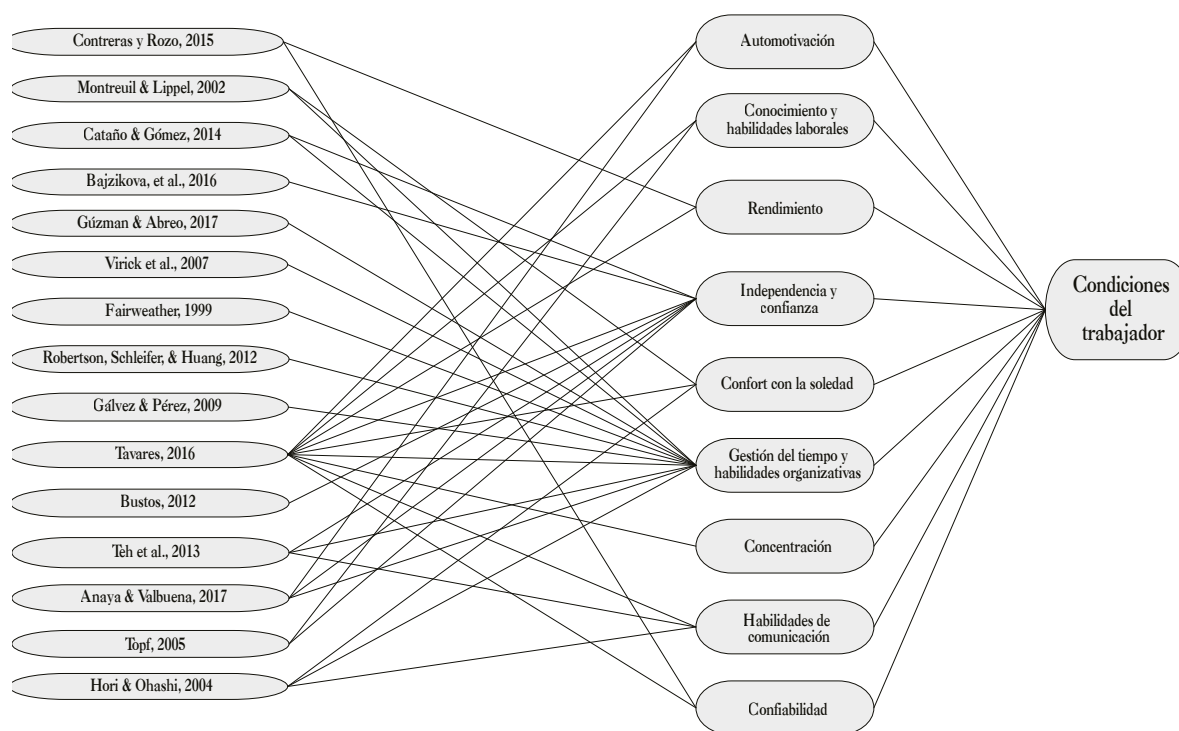 Contreras y Rozo, 2015
Montreuil & Lippel, 2002
Cataño & Gómez, 2014
Bajzikova, et al., 2016
Gúzman & Abreo, 2017
Virick et al., 2007
Fairweather, 1999
Robertson, Schleifer, & Huang, 2012
Gálvez & Pérez, 2009
Tavares, 2016
Bustos, 2012
Teh et al., 2013
Anaya & Valbuena, 2017
Topf, 2005
Hori & Ohashi, 2004
Automotivación
Conocimiento y
habilidades laborales
Rendimiento
Independencia y
confianza
Confort con la soledad
Gestión del tiempo y
habilidades organizativas
Concentración
Habilidades de
comunicación
Confiabilidad
Condiciones
del
trabajador